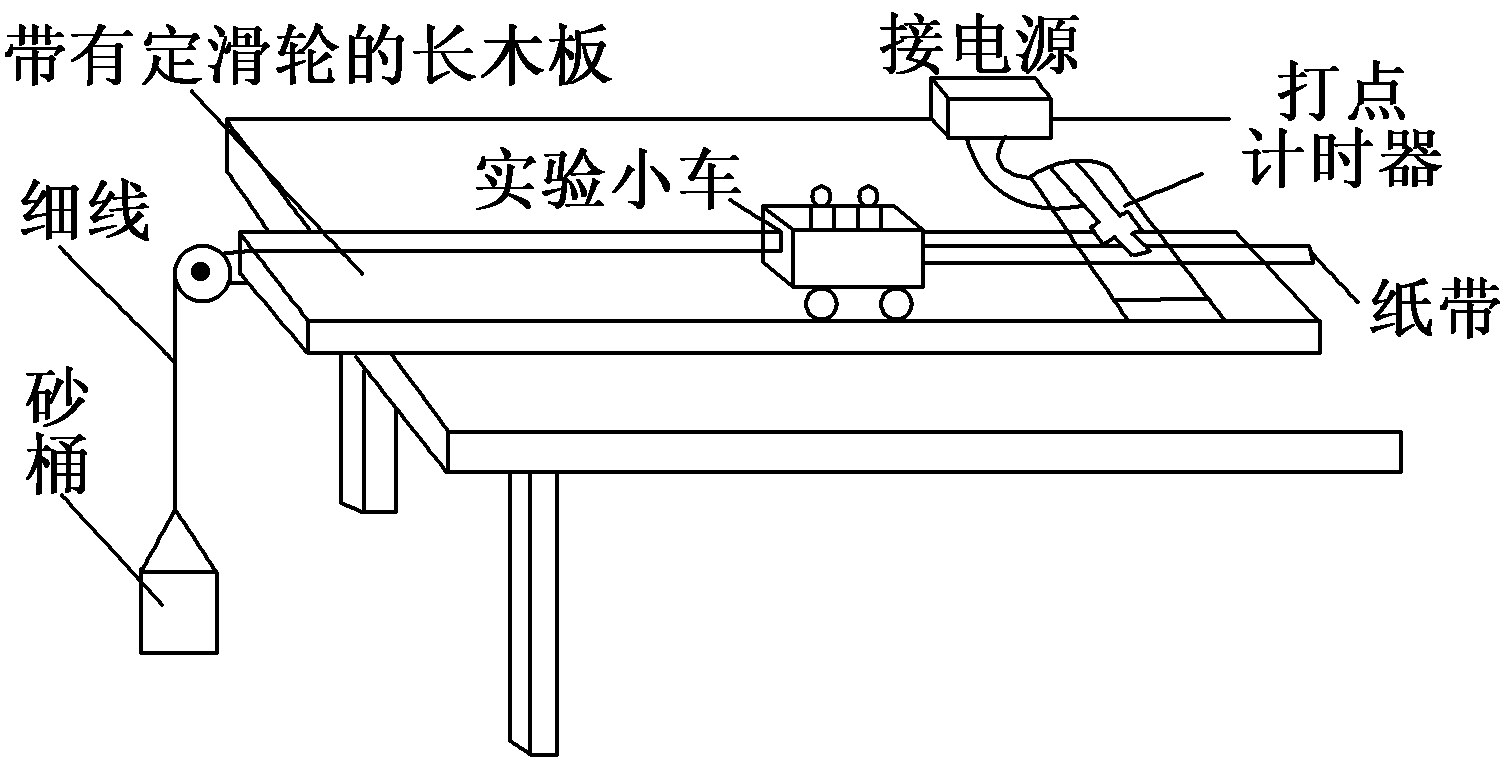 带有定滑轮的长木板
接电源
打点
计时器
实验小车
细线
纸带
砂
桶